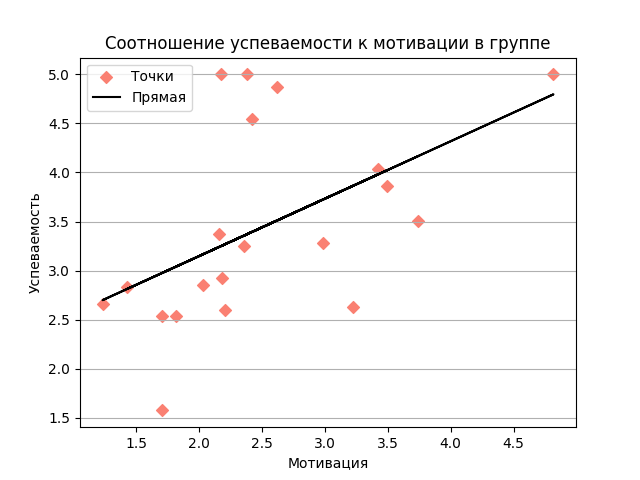 Соотношение успеваемости к мотивации в группе
Точки
Прямая
5.0
4.5
4.0
3.5
3.0
2.5
2.0
1.5
Успеваемость
1.5 2.0 2.5 3.0 3.5 4.0 4.5
Мотивация